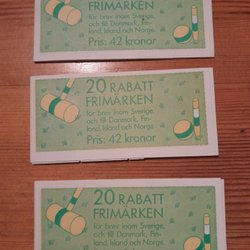 FRIMÄRKEN
för brev inom Sverige,
och till Danmark, Fin-
land, Island och Norge.
Pris: 42 kronor
20 RABATT
FRIMÄRKEN
för brev inom Sverige,
och till Danmark, Fin-
land, Island och Norge.
Pris: 42 kronor
20 RABATT
FRIMÄRKEN
för brev inom Sverige,
och till Danmark, Fin-
land, Island och Norge.